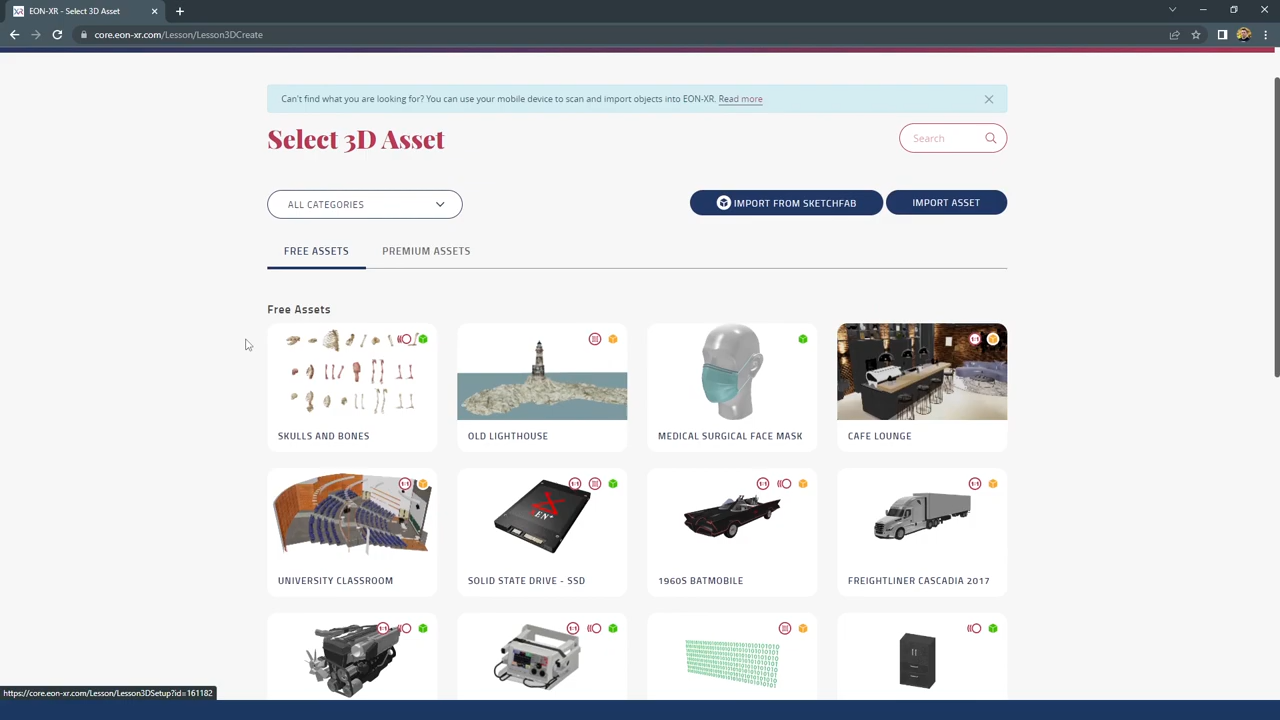 EON-XR - Select 3D Asset
core.eon-xr.com/Lesson/Lesson3DCreate
Can't find what you are looking for? You can use your mobile device to scan and import objects into EON-XR. Read more
Select 3D Asset
Search
ALL CATEGORIES
IMPORT FROM SKETCHFAB
IMPORT ASSET
FREE ASSETS
PREMIUM ASSETS
Free Assets
SKULLS AND BONES
OLD LIGHTHOUSE
MEDICAL SURGICAL FACE MASK
CAFE LOUNGE
UNIVERSITY CLASSROOM
SOLID STATE DRIVE - SSD
1960S BATMOBILE
FREIGHTLINER CASCADIA 2017
https://core.eon-xr.com/Lesson/Lesson3DSetup?id=161182